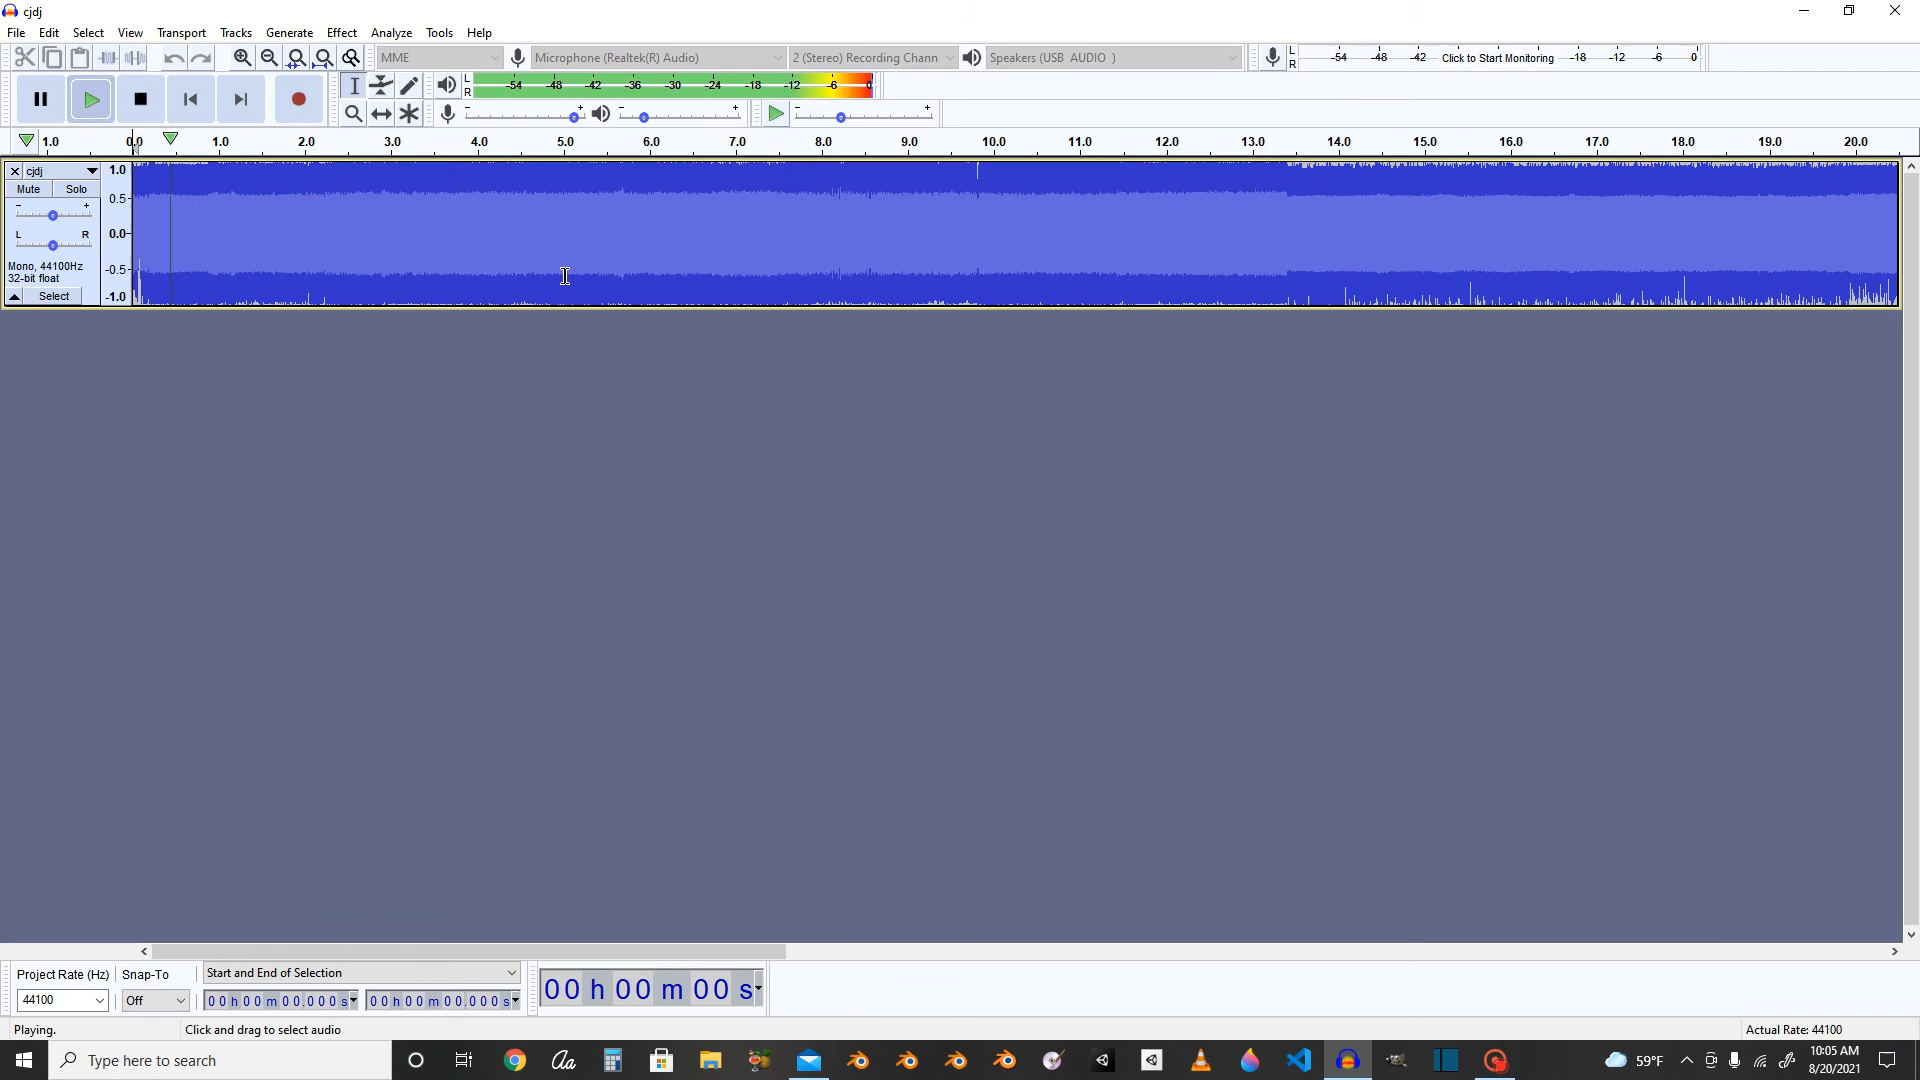 cjdj
File Edit Select View Transport Tracks Generate Effect Analyze Tools Help
MME Microphone (Realtek(R) Audio) 2 (Stereo) Recording Chann Speakers (USB AUDIO ) L R -54 -48 -42 Click to Start Monitoring -18 -12 -6 0
L R -54 -48 -42 -36 -30 -24 -18 -12 -6 0
1.0 0.0 1.0 2.0 3.0 4.0 5.0 6.0 7.0 8.0 9.0 10.0 11.0 12.0 13.0 14.0 15.0 16.0 17.0 18.0 19.0 20.0
cjdj 1.0
Mute Solo
0.5
L R 0.0
Mono, 44100Hz -0.5
32-bit float
Select -1.0
Project Rate (Hz) Snap-To Start and End of Selection
44100 Off 00 h 00 m 00.000 s 00 h 00 m 00.000 s 00 h 00 m 00 s
Playing. Click and drag to select audio Actual Rate: 44100
Type here to search 59°F 10:05 AM
8/20/2021